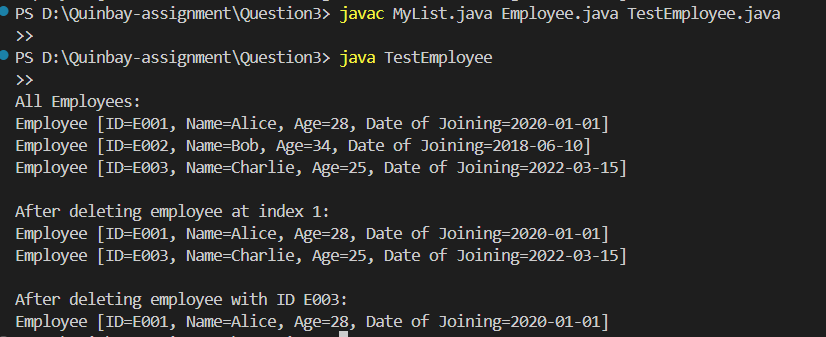 PS D:\Quinbay-assignment\Question3> javac MyList.java Employee.java TestEmployee.java
>>
PS D:\Quinbay-assignment\Question3> java TestEmployee
>>
All Employees:
Employee [ID=E001, Name=Alice, Age=28, Date of Joining=2020-01-01]
Employee [ID=E002, Name=Bob, Age=34, Date of Joining=2018-06-10]
Employee [ID=E003, Name=Charlie, Age=25, Date of Joining=2022-03-15]
After deleting employee at index 1:
Employee [ID=E001, Name=Alice, Age=28, Date of Joining=2020-01-01]
Employee [ID=E003, Name=Charlie, Age=25, Date of Joining=2022-03-15]
After deleting employee with ID E003:
Employee [ID=E001, Name=Alice, Age=28, Date of Joining=2020-01-01]